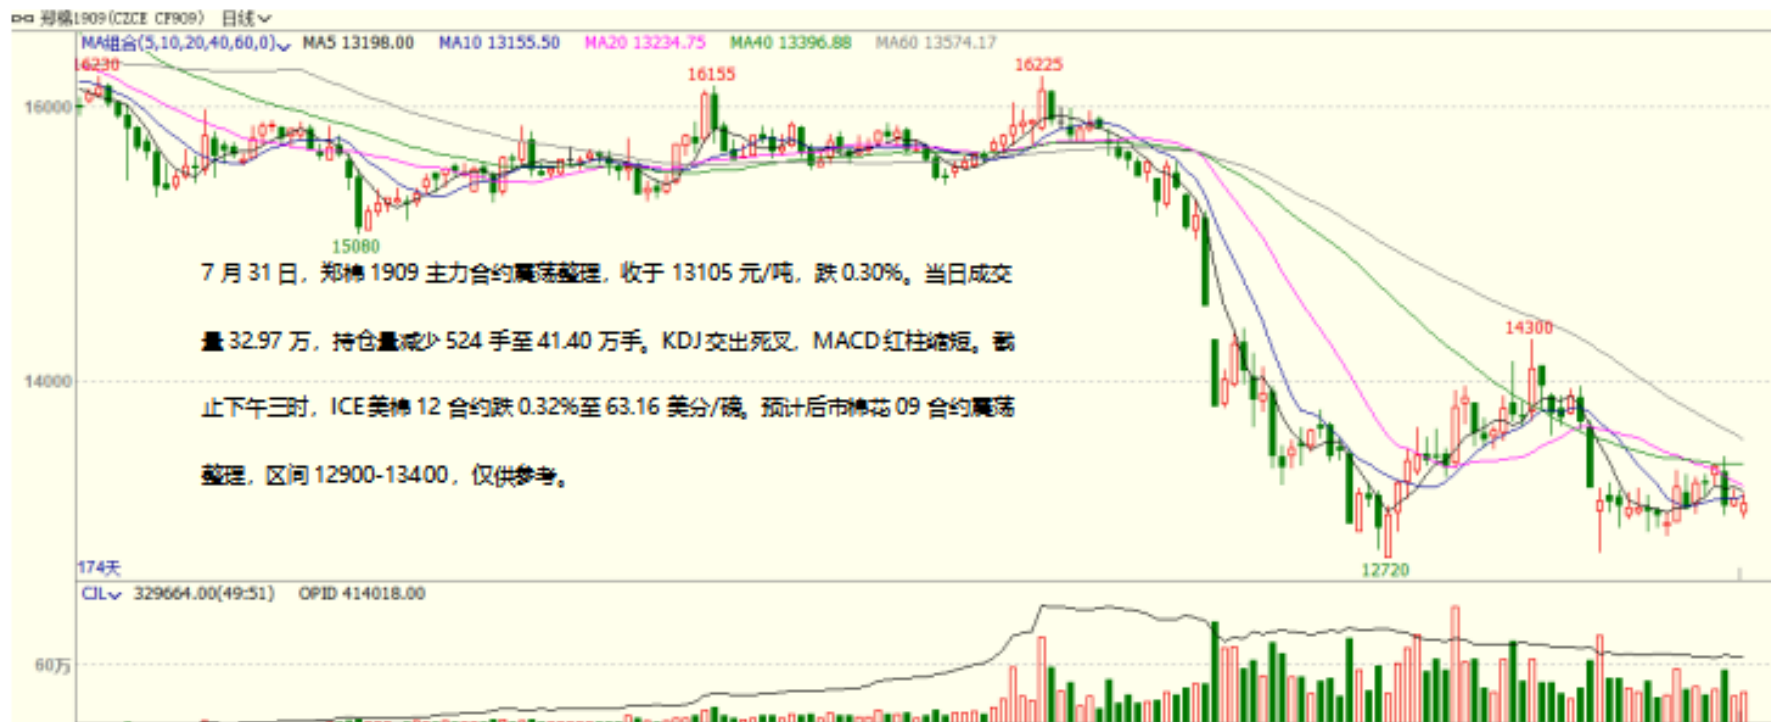 郑棉1909(CZCE CF909) 日线
MA组合(5,10,20,40,60,0) MA5 13198.00 MA10 13155.50 MA20 13234.75 MA40 13396.88 MA60 13574.17
16230
16155
16225
16000
15080
7 月 31 日，郑棉 1909 主力合约震荡整理，收于 13105 元/吨，跌 0.30%。当日成交
量 32.97 万，持仓量减少 524 手至 41.40 万手。KDJ 交出死叉，MACD 红柱缩短。截
14300
14000
止下午三时，ICE 美棉 12 合约跌 0.32%至 63.16 美分/磅。预计后市棉花 09 合约震荡
整理，区间 12900-13400，仅供参考。
174天
12720
CJL 329664.00(49:51) OPID 414018.00
60万